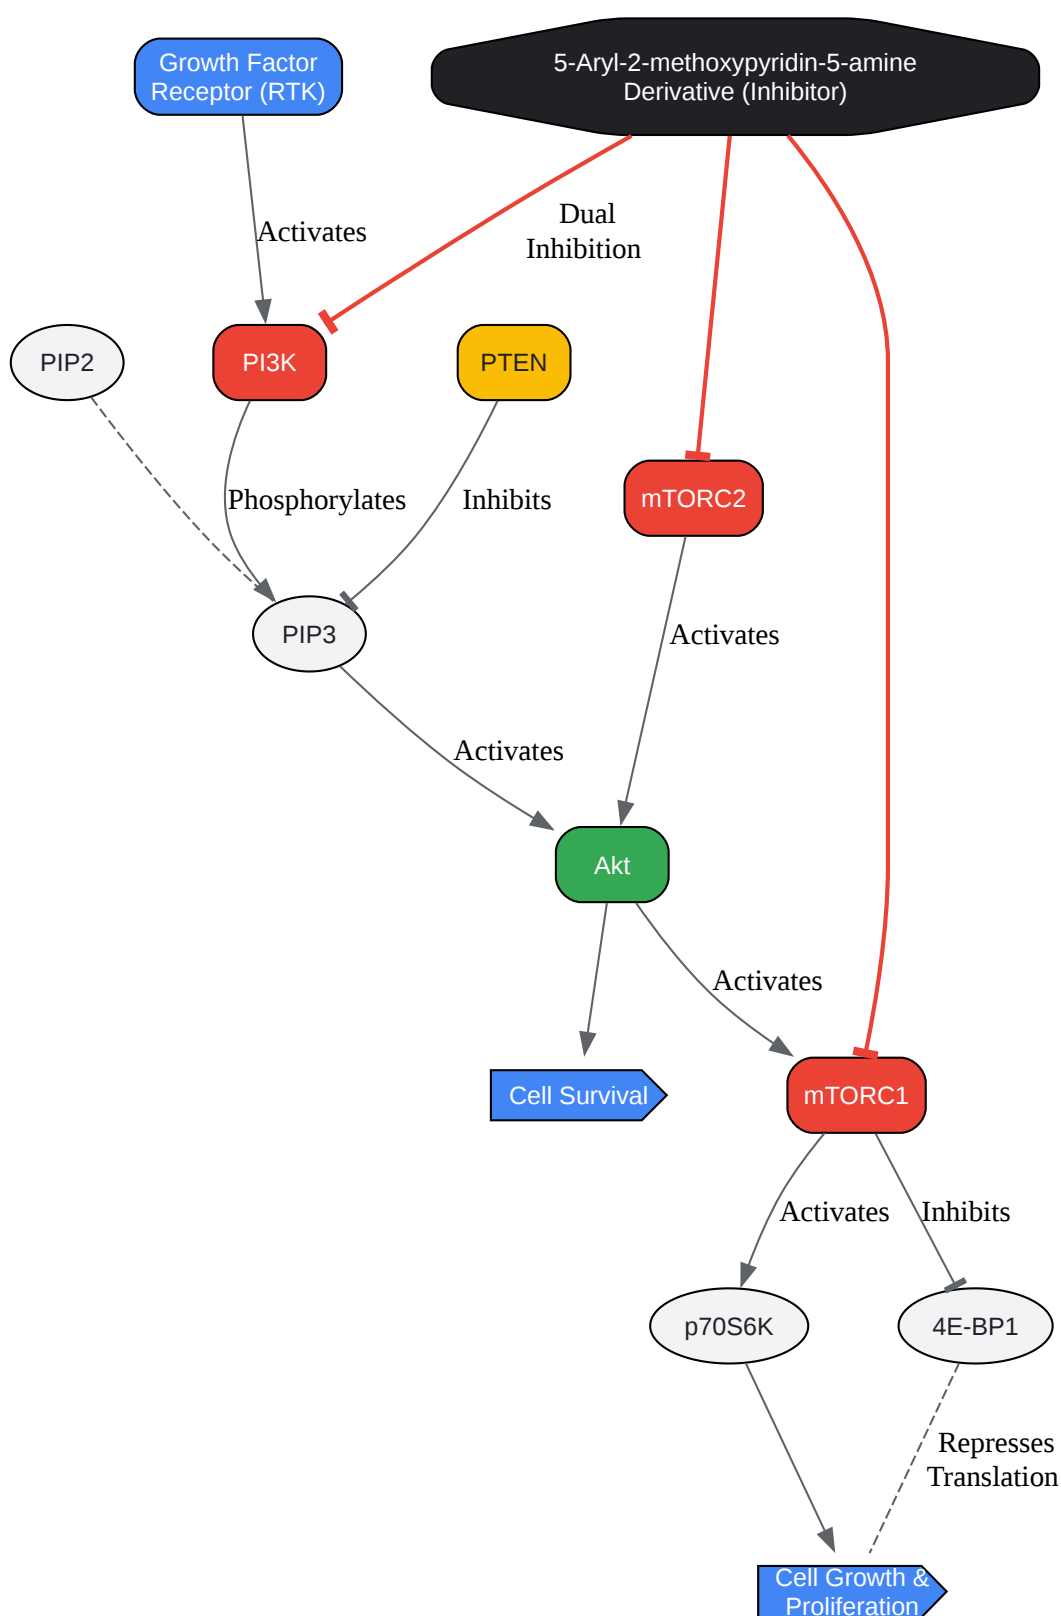 Growth Factor
Receptor (RTK)
5-Aryl-2-methoxypyridin-5-amine
Derivative (Inhibitor)
Activates
Dual
Inhibition
PIP2
PI3K
PTEN
mTORC2
Phosphorylates
Inhibits
PIP3
Activates
Activates
Akt
Activates
Cell Survival
mTORC1
Activates
Inhibits
p70S6K
4E-BP1
Represses
Translation
Cell Growth &
Proliferation